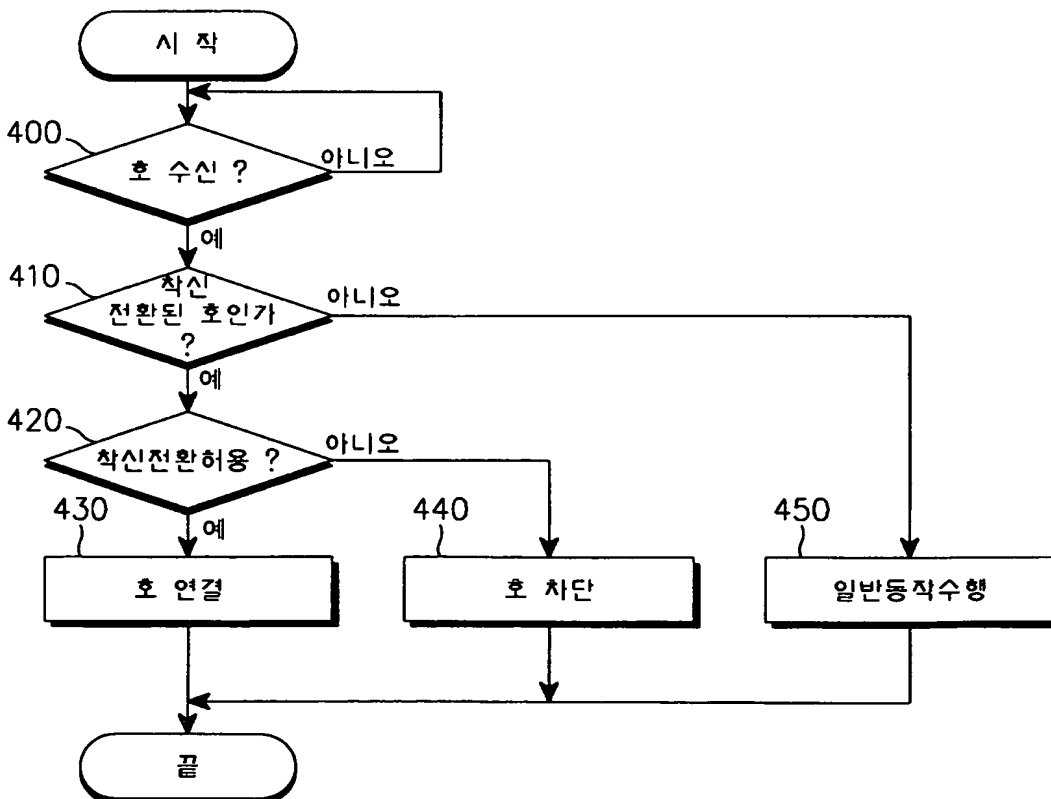 시 작
400
호 수신 ?
아니오
예
410
착신
전환된 호인가
?
아니오
예
420
착신전환허용 ?
아니오
예
430
호 연결
440
호 차단
450
일반동작수행
끝